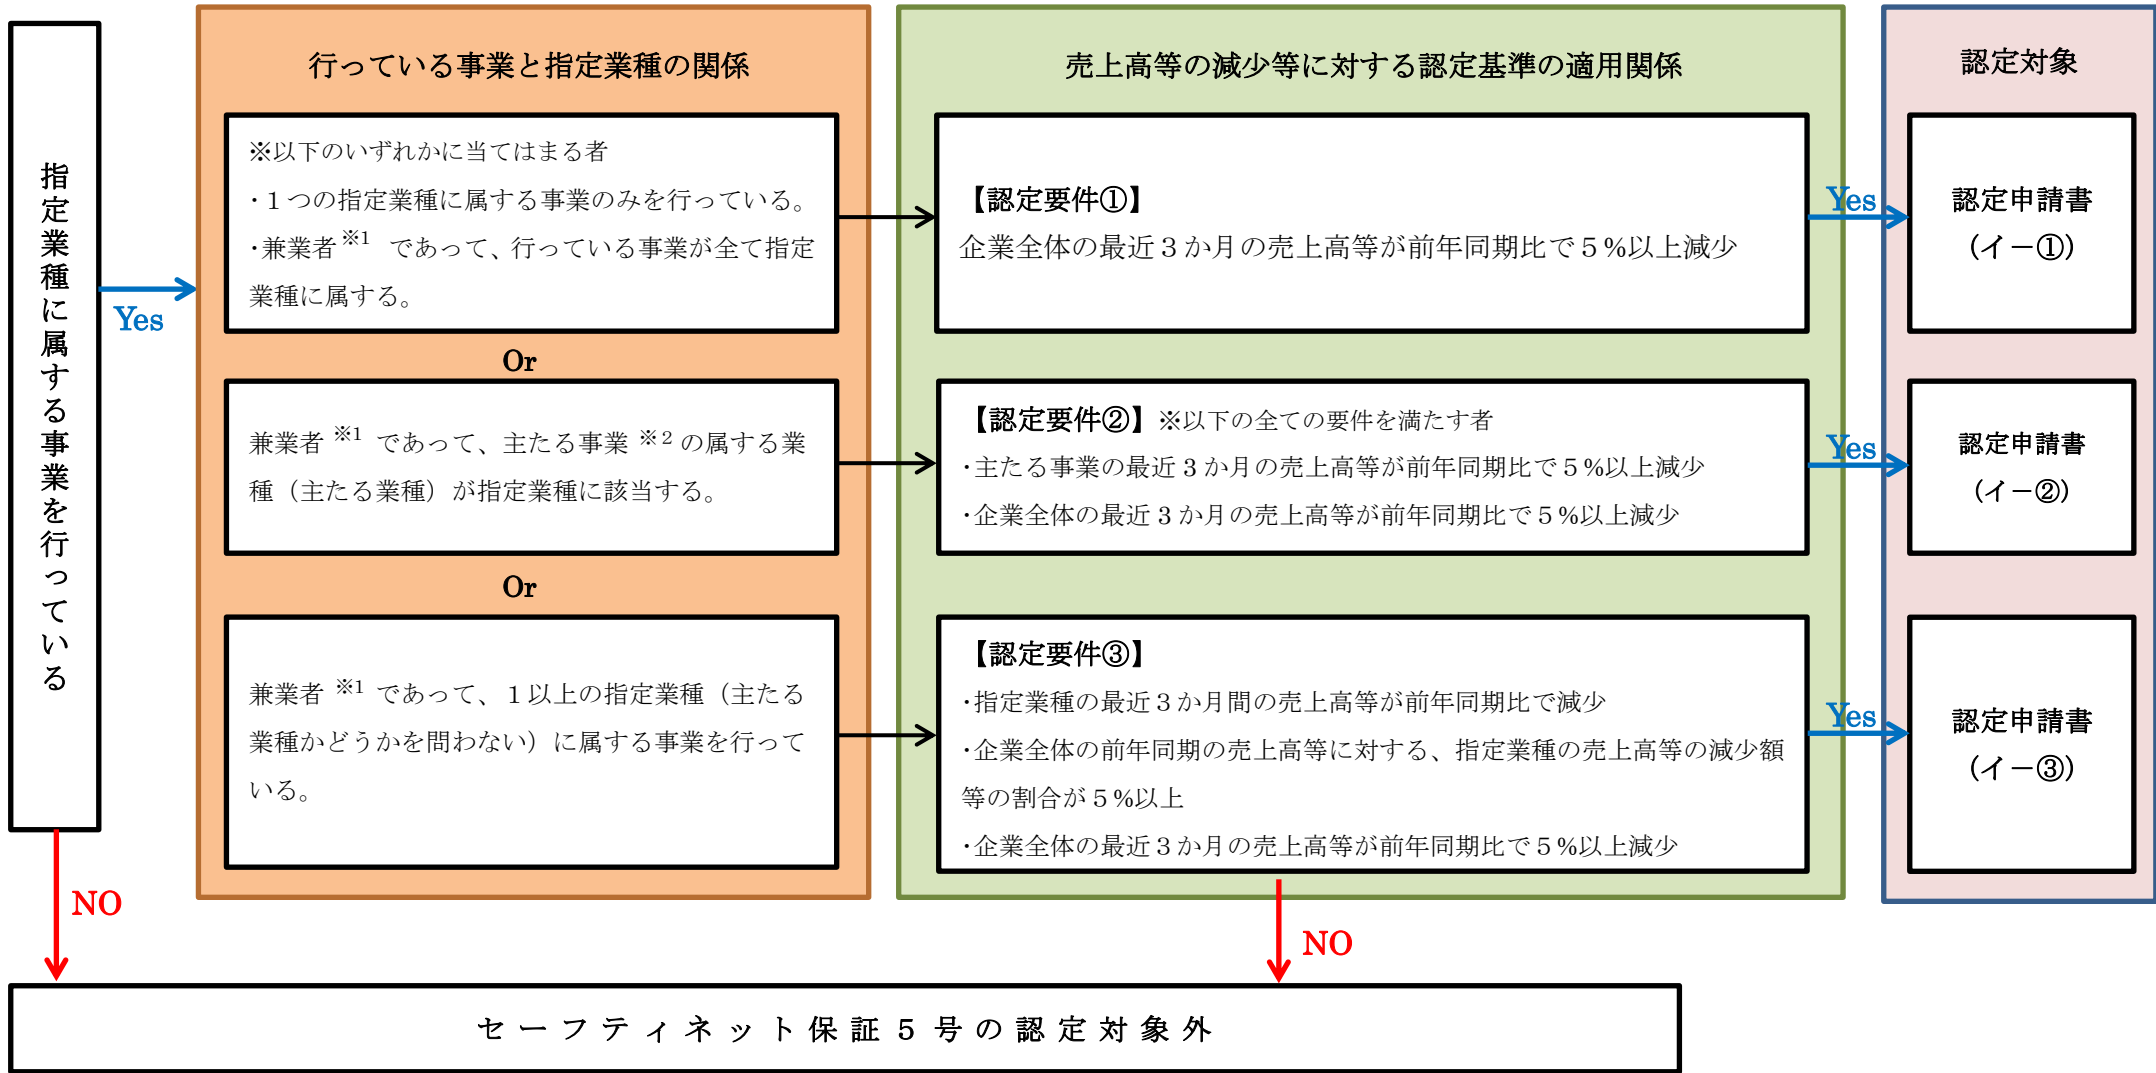 指定業種に属する事業を行っている
Yes
NO
行っている事業と指定業種の関係
※以下のいずれかに当てはまる者
・１つの指定業種に属する事業のみを行っている。
・兼業者※1 であって、行っている事業が全て指定
業種に属する。
Or
兼業者※1 であって、主たる事業※2の属する業
種（主たる業種）が指定業種に該当する。
Or
兼業者※1 であって、１以上の指定業種（主たる
業種かどうかを問わない）に属する事業を行って
いる。
売上高等の減少等に対する認定基準の適用関係
【認定要件①】
企業全体の最近３か月の売上高等が前年同期比で５%以上減少
【認定要件②】※以下の全ての要件を満たす者
・主たる事業の最近３か月の売上高等が前年同期比で５%以上減少
・企業全体の最近３か月の売上高等が前年同期比で５%以上減少
【認定要件③】
・指定業種の最近３か月間の売上高等が前年同期比で減少
・企業全体の前年同期の売上高等に対する、指定業種の売上高等の減少額
等の割合が５%以上
・企業全体の最近３か月の売上高等が前年同期比で５%以上減少
NO
認定対象
Yes
認定申請書
(イ－①)
Yes
認定申請書
(イ－②)
Yes
認定申請書
(イ－③)
セーフティネット保証５号の認定対象外